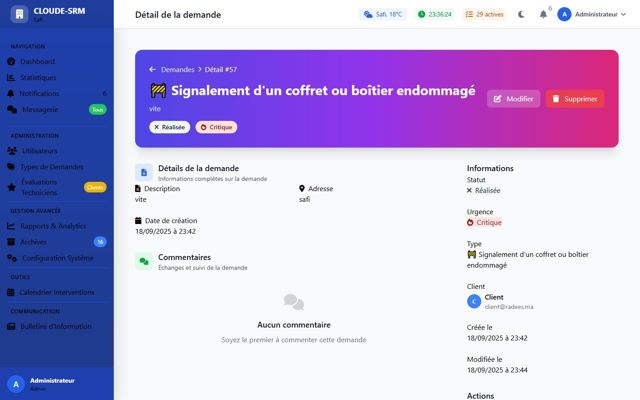 CLOUDE-SRM
Safi
Détail de la demande
Safi, 18°C
23:36:24
29 actives
6
A
Administrateur
NAVIGATION
Dashboard
Statistiques
Notifications
6
Messagerie
Tous
ADMINISTRATION
Utilisateurs
Types de Demandes
Évaluations
Techniciens
Clients
GESTION AVANCÉE
Rapports & Analytics
Archives
16
Configuration Système
OUTILS
Calendrier Interventions
COMMUNICATION
Bulletins d'Information
A
Administrateur
Admin
Demandes
Détail #57
Signalement d'un coffret ou boîtier endommagé
vite
Réalisée
Critique
Modifier
Supprimer
Détails de la demande
Informations complètes sur la demande
Description
vite
Adresse
safi
Date de création
18/09/2025 à 23:42
Commentaires
Échanges et suivi de la demande
Aucun commentaire
Soyez le premier à commenter cette demande
Informations
Statut
Réalisée
Urgence
Critique
Type
Signalement d'un coffret ou boîtier
endommagé
Client
C
Client
client@radees.ma
Créée le
18/09/2025 à 23:42
Modifiée le
18/09/2025 à 23:44
Actions